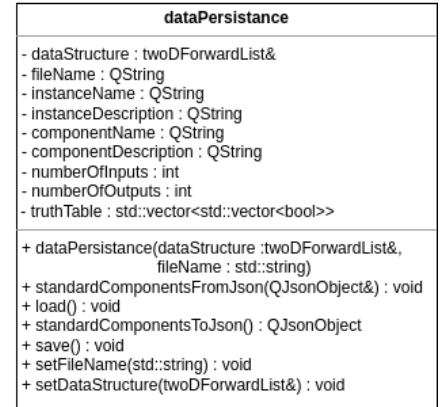 dataPersistance
- dataStructure : twoDForwardList&
- fileName : QString
- instanceName : QString
- instanceDescription : QString
- componentName : QString
- componentDescription : QString
- numberOfInputs : int
- numberOfOutputs : int
- truthTable : std::vector<std::vector<bool>>
+ dataPersistance(dataStructure :twoDForwardList&,
fileName : std::string)
+ standardComponentsFromJson(QJsonObject&) : void
+ load() : void
+ standardComponentsToJson() : QJsonObject
+ save() : void
+ setFileName(std::string) : void
+ setDataStructure(twoDForwardList&) : void